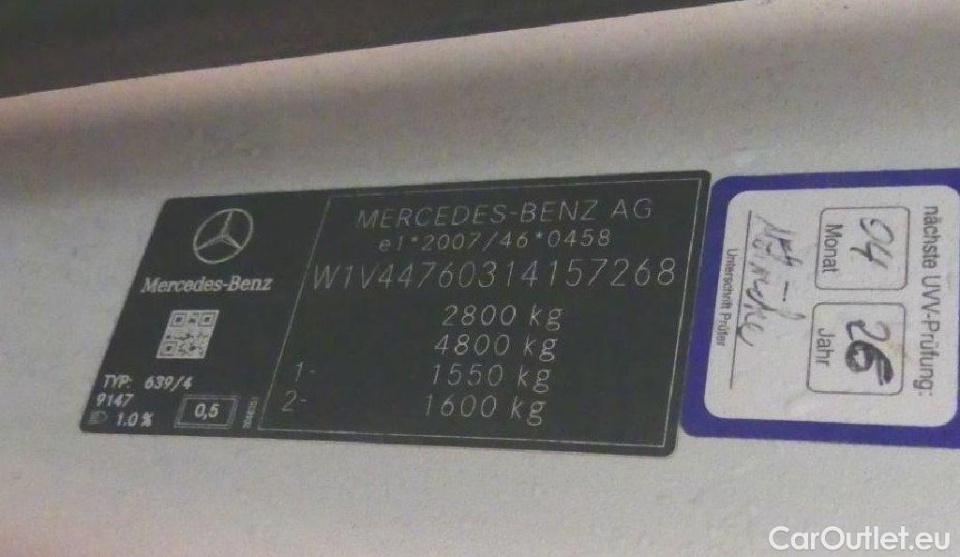 Mercedes-Benz
TYP: 639/4
9147
1.0 %
0,5
MERCEDES-BENZ AG
e1*2007/46*0458
W1V44760314157268
2800 kg
4800 kg
1- 1550 kg
2- 1600 kg
nächste UVV-Prüfung:
04
Monat
26
Jahr
Unterschrift Prüfer
CarOutlet.eu